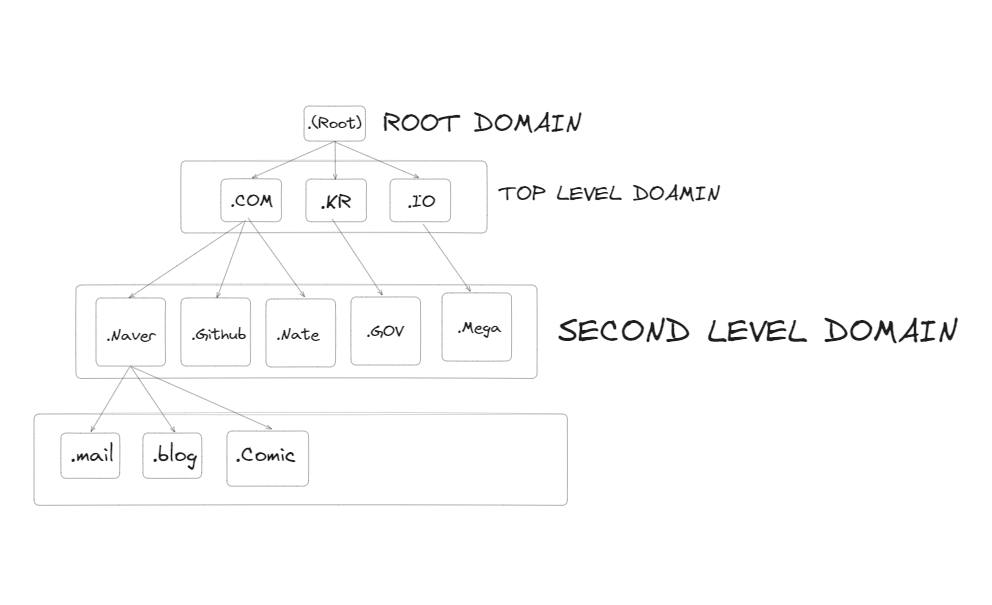 .(Root)
ROOT DOMAIN
.COM
.KR
.IO
TOP LEVEL DOAMIN
.Naver
.Github
.Nate
.GOV
.Mega
SECOND LEVEL DOMAIN
.mail
.blog
.Comic